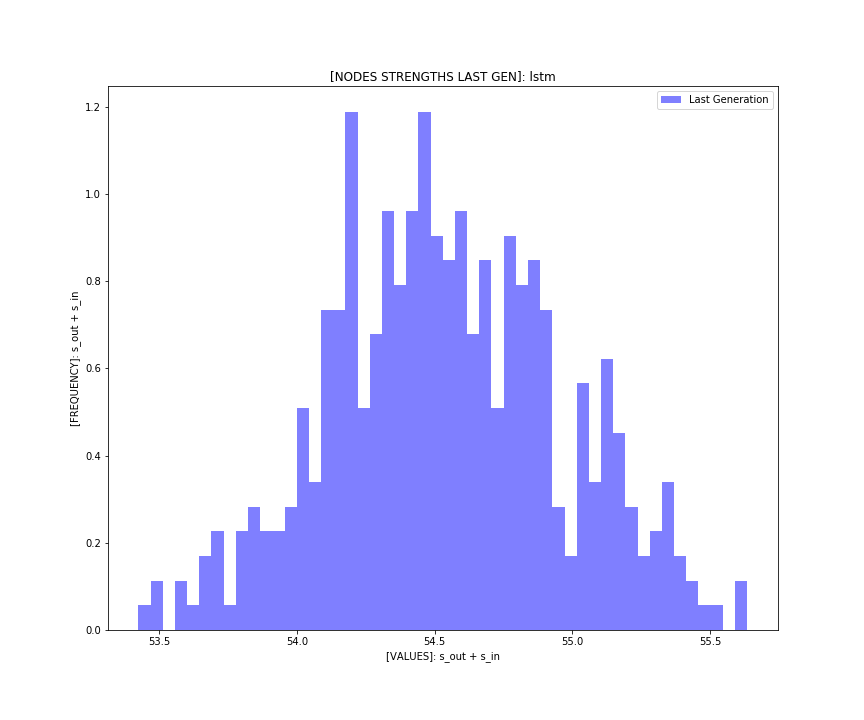 [NODES STRENGTHS LAST GEN]: lstm
Last Generation
1.2
1.0
0.8
0.6
0.4
0.2
0.0
[FREQUENCY]: s_out + s_in
53.5 54.0 54.5 55.0 55.5
[VALUES]: s_out + s_in